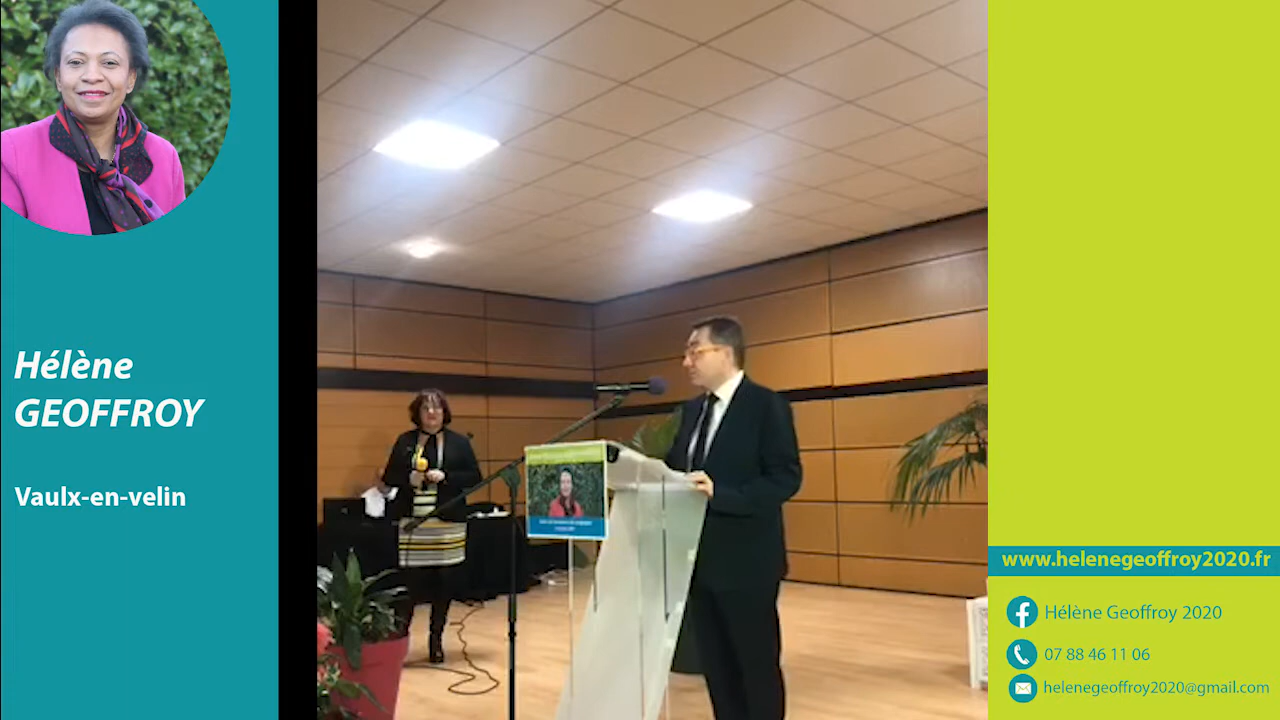 Hélène
GEOFFROY
Vaulx-en-velin
www.helenegeoffroy2020.fr
Hélène Geoffroy 2020
07 88 46 11 06
helenegeoffroy2020@gmail.com